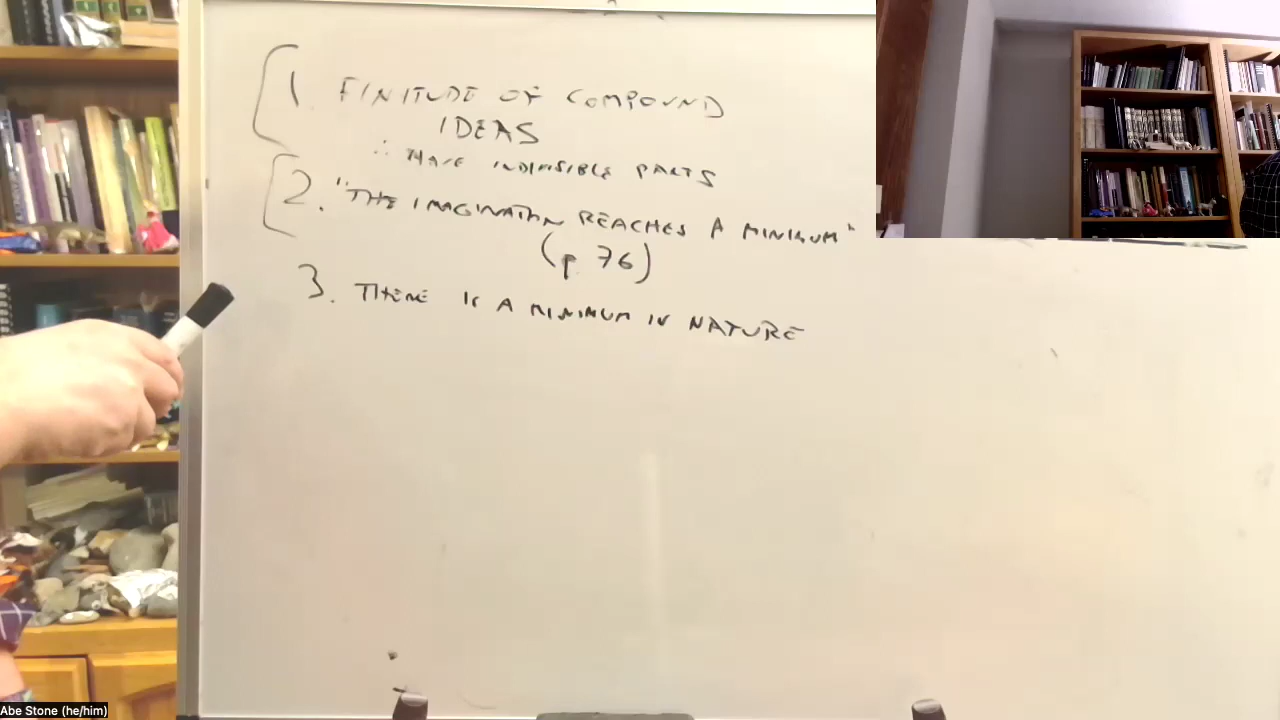 1. FINITUDE OF COMPOUND
IDEAS
∴ HAVE INDIVISIBLE PARTS
2. "THE IMAGINATION REACHES A MINIMUM"
(p. 76)
3. THERE IS A MINIMUM IN NATURE
Abe Stone (he/him)